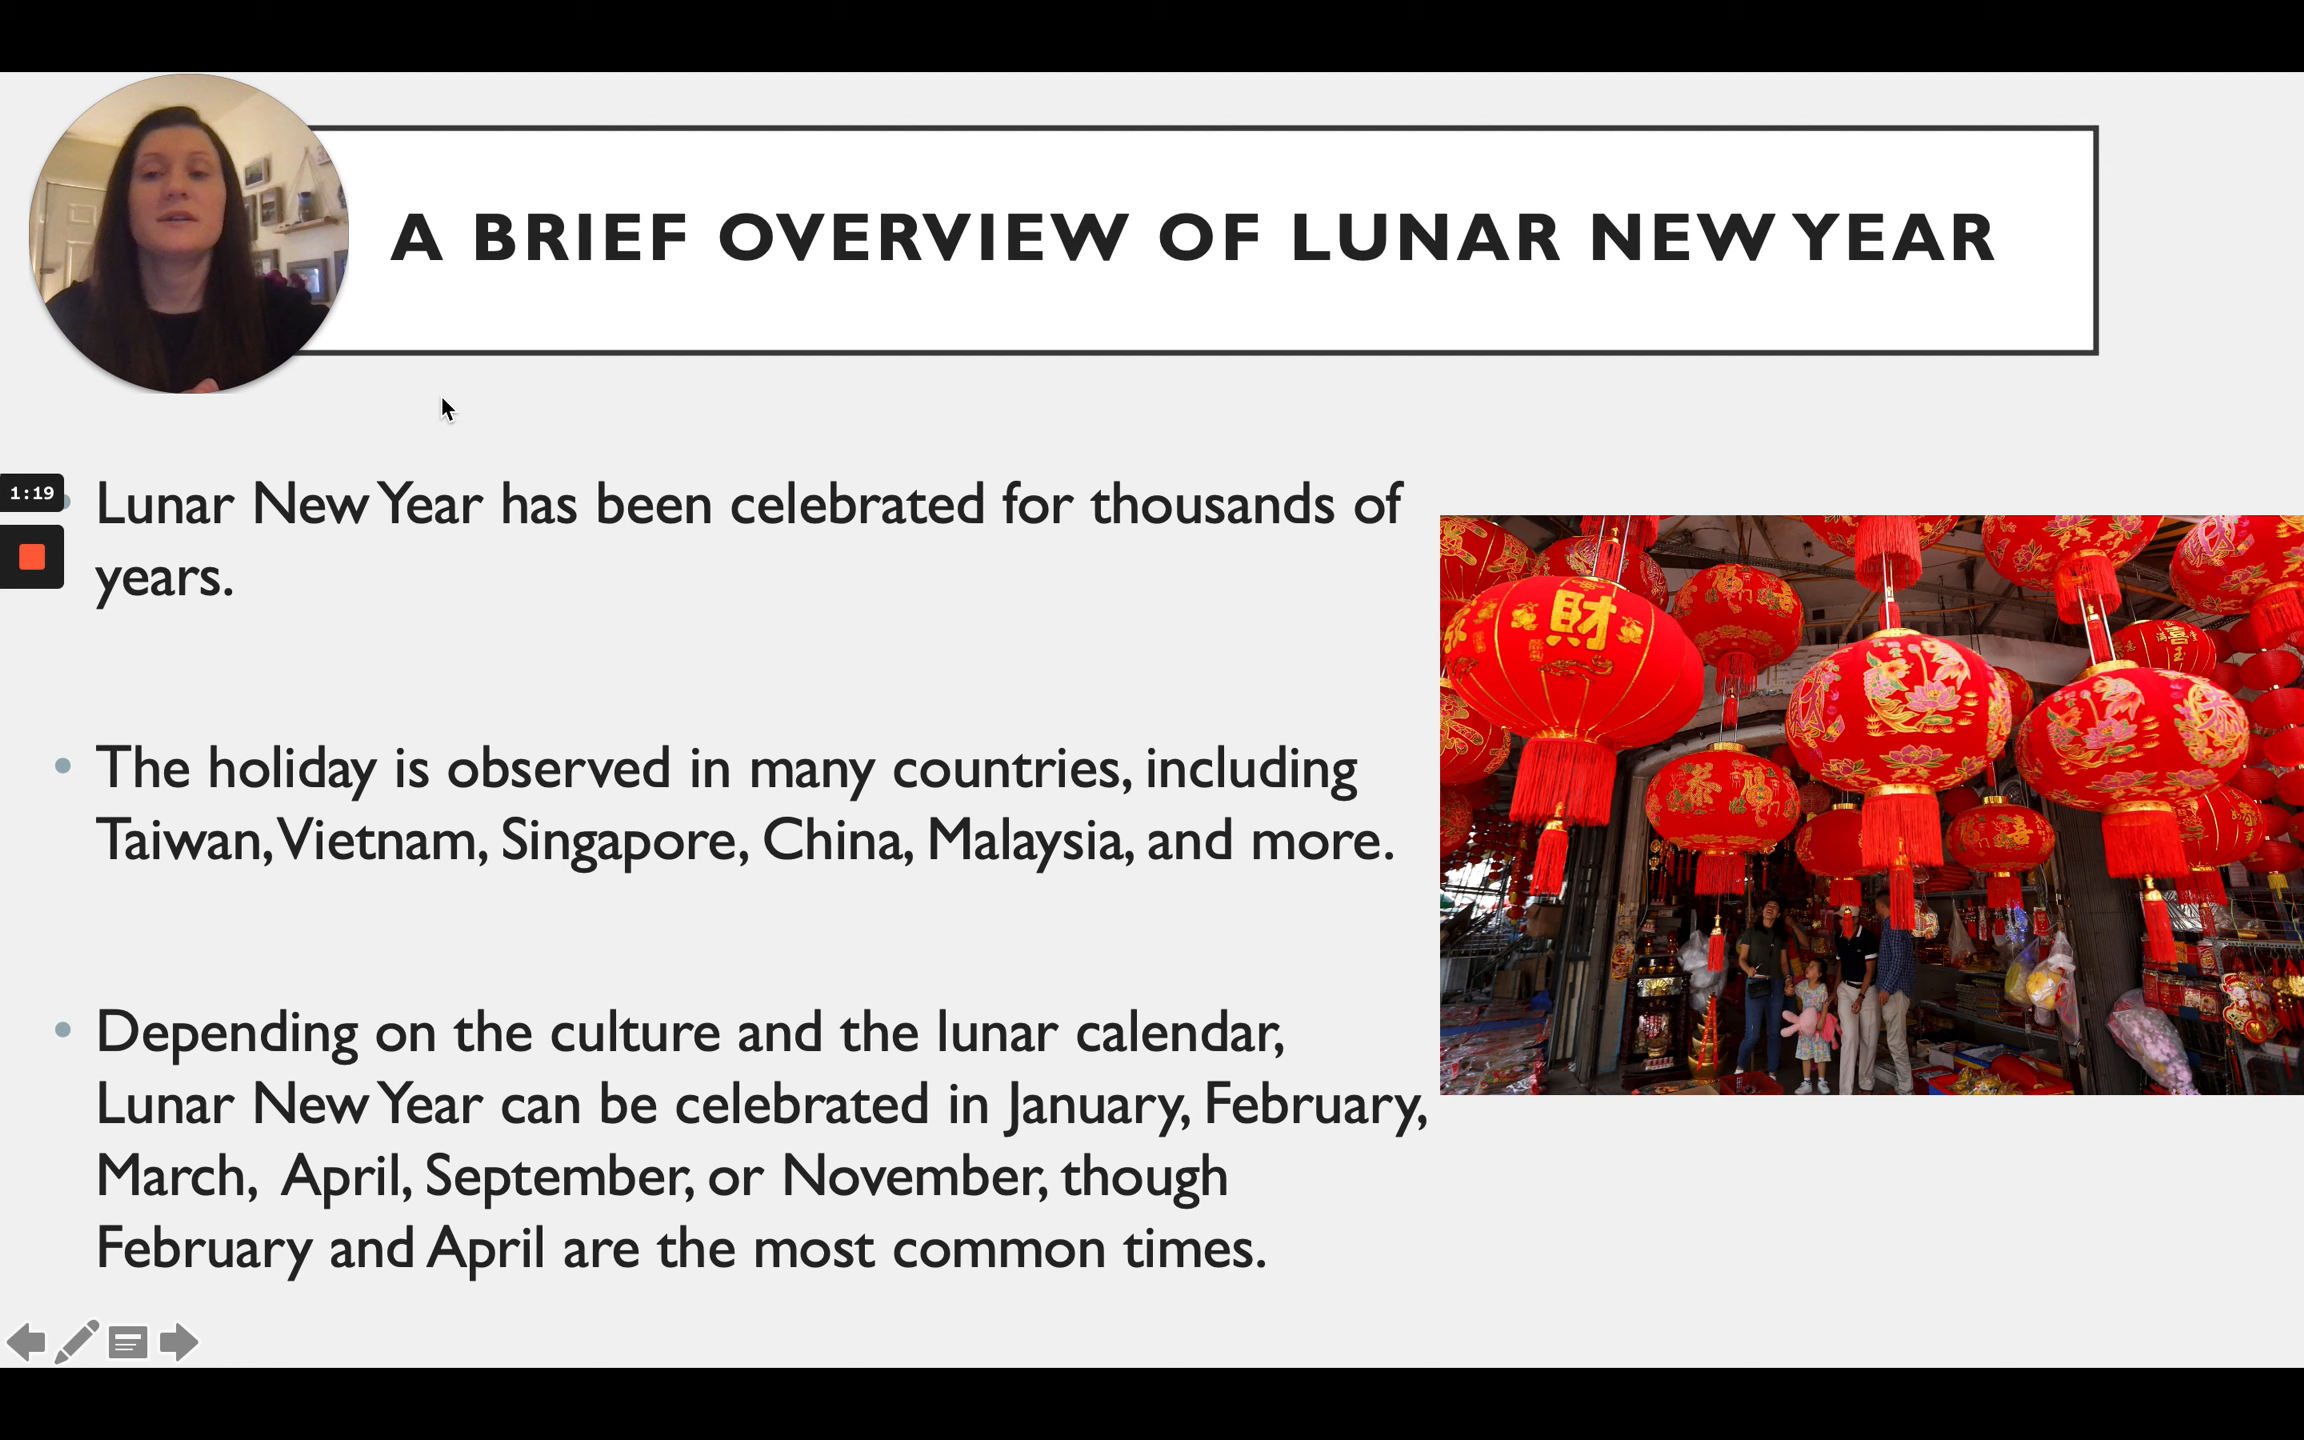 A BRIEF OVERVIEW OF LUNAR NEW YEAR
1:19
Lunar New Year has been celebrated for thousands of
years.
The holiday is observed in many countries, including
Taiwan, Vietnam, Singapore, China, Malaysia, and more.
Depending on the culture and the lunar calendar,
Lunar New Year can be celebrated in January, February,
March, April, September, or November, though
February and April are the most common times.
財